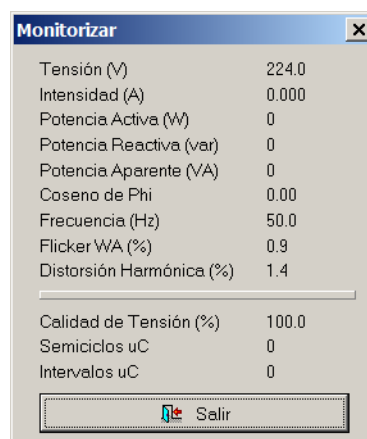 Monitorizar
Tensión (V) 224.0
Intensidad (A) 0.000
Potencia Activa (W) 0
Potencia Reactiva (var) 0
Potencia Aparente (VA) 0
Coseno de Phi 0.00
Frecuencia (Hz) 50.0
Flicker WA (%) 0.9
Distorsión Harmónica (%) 1.4
Calidad de Tensión (%) 100.0
Semiciclos uC 0
Intervalos uC 0
Salir